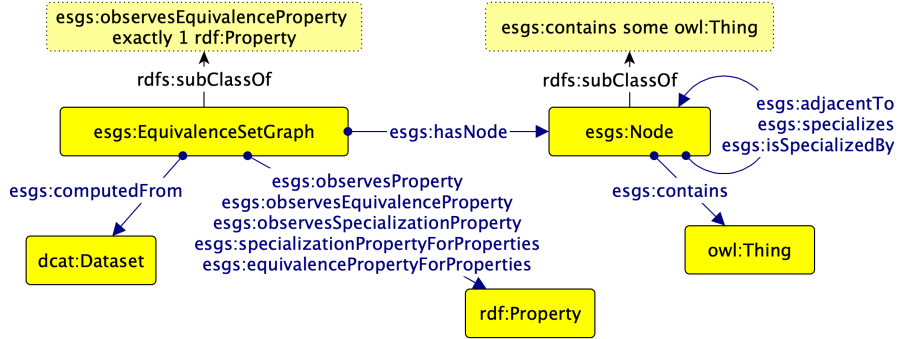 esgs:observesEquivalenceProperty
exactly 1 rdf:Property
esgs:contains some owl:Thing
rdfs:subClassOf
rdfs:subClassOf
esgs:EquivalenceSetGraph
esgs:hasNode
esgs:Node
esgs:adjacentTo
esgs:specializes
esgs:isSpecializedBy
esgs:computedFrom
esgs:observesProperty
esgs:observesEquivalenceProperty
esgs:observesSpecializationProperty
esgs:specializationPropertyForProperties
esgs:equivalencePropertyForProperties
esgs:contains
dcat:Dataset
owl:Thing
rdf:Property